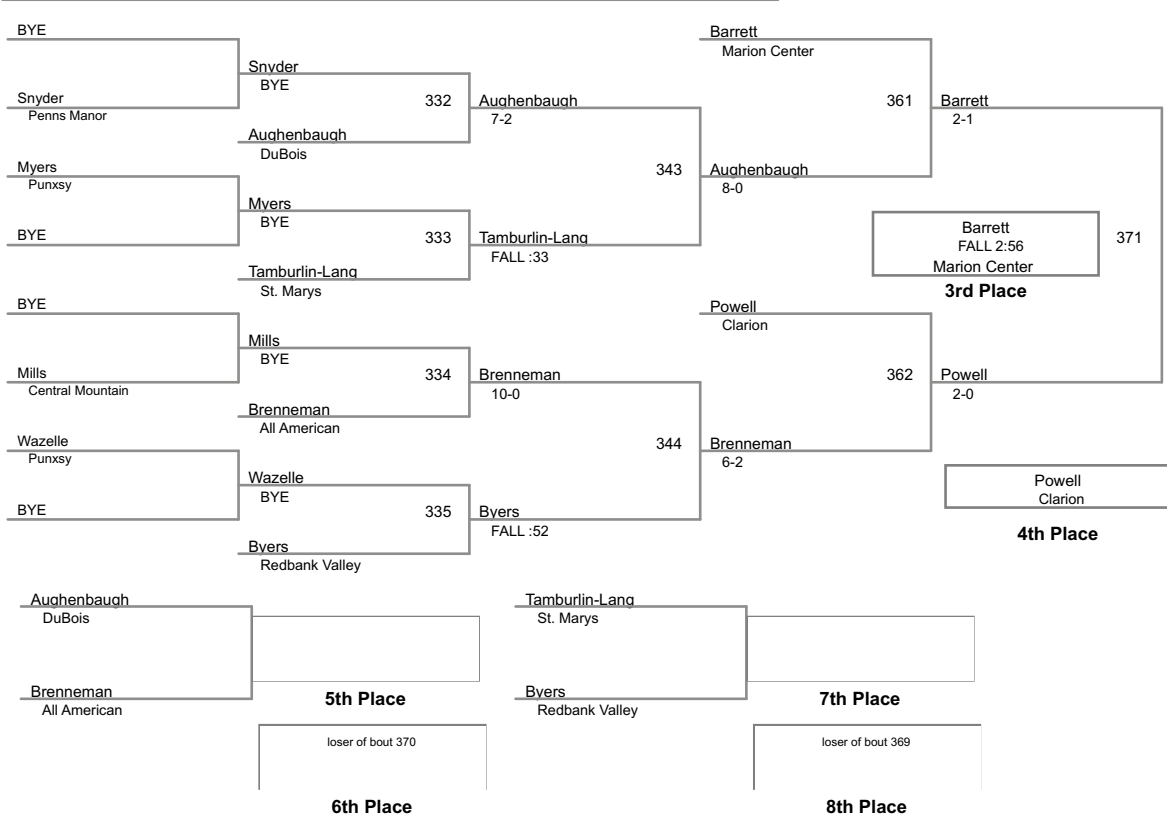 BYE
Snyder
Penns Manor
Myers
Punxsy
BYE
BYE
Mills
Central Mountain
Wazelle
Punxsy
BYE
Snyder
BYE
332
Aughenbaugh
DuBois
Myers
BYE
333
Tamburlin-Lang
St. Marys
Mills
BYE
334
Brenneman
All American
Wazelle
BYE
335
Byers
Redbank Valley
Aughenbaugh
7-2
343
Tamburlin-Lang
FALL :33
Brenneman
10-0
344
Byers
FALL :52
Barrett
Marion Center
361
Aughenbaugh
8-0
Powell
Clarion
362
Brenneman
6-2
Barrett
2-1
371
Powell
2-0
Barrett
FALL 2:56
Marion Center
3rd Place
Powell
Clarion
4th Place
Aughenbaugh
DuBois
Brenneman
All American
5th Place
loser of bout 370
6th Place
Tamburlin-Lang
St. Marys
Byers
Redbank Valley
7th Place
loser of bout 369
8th Place